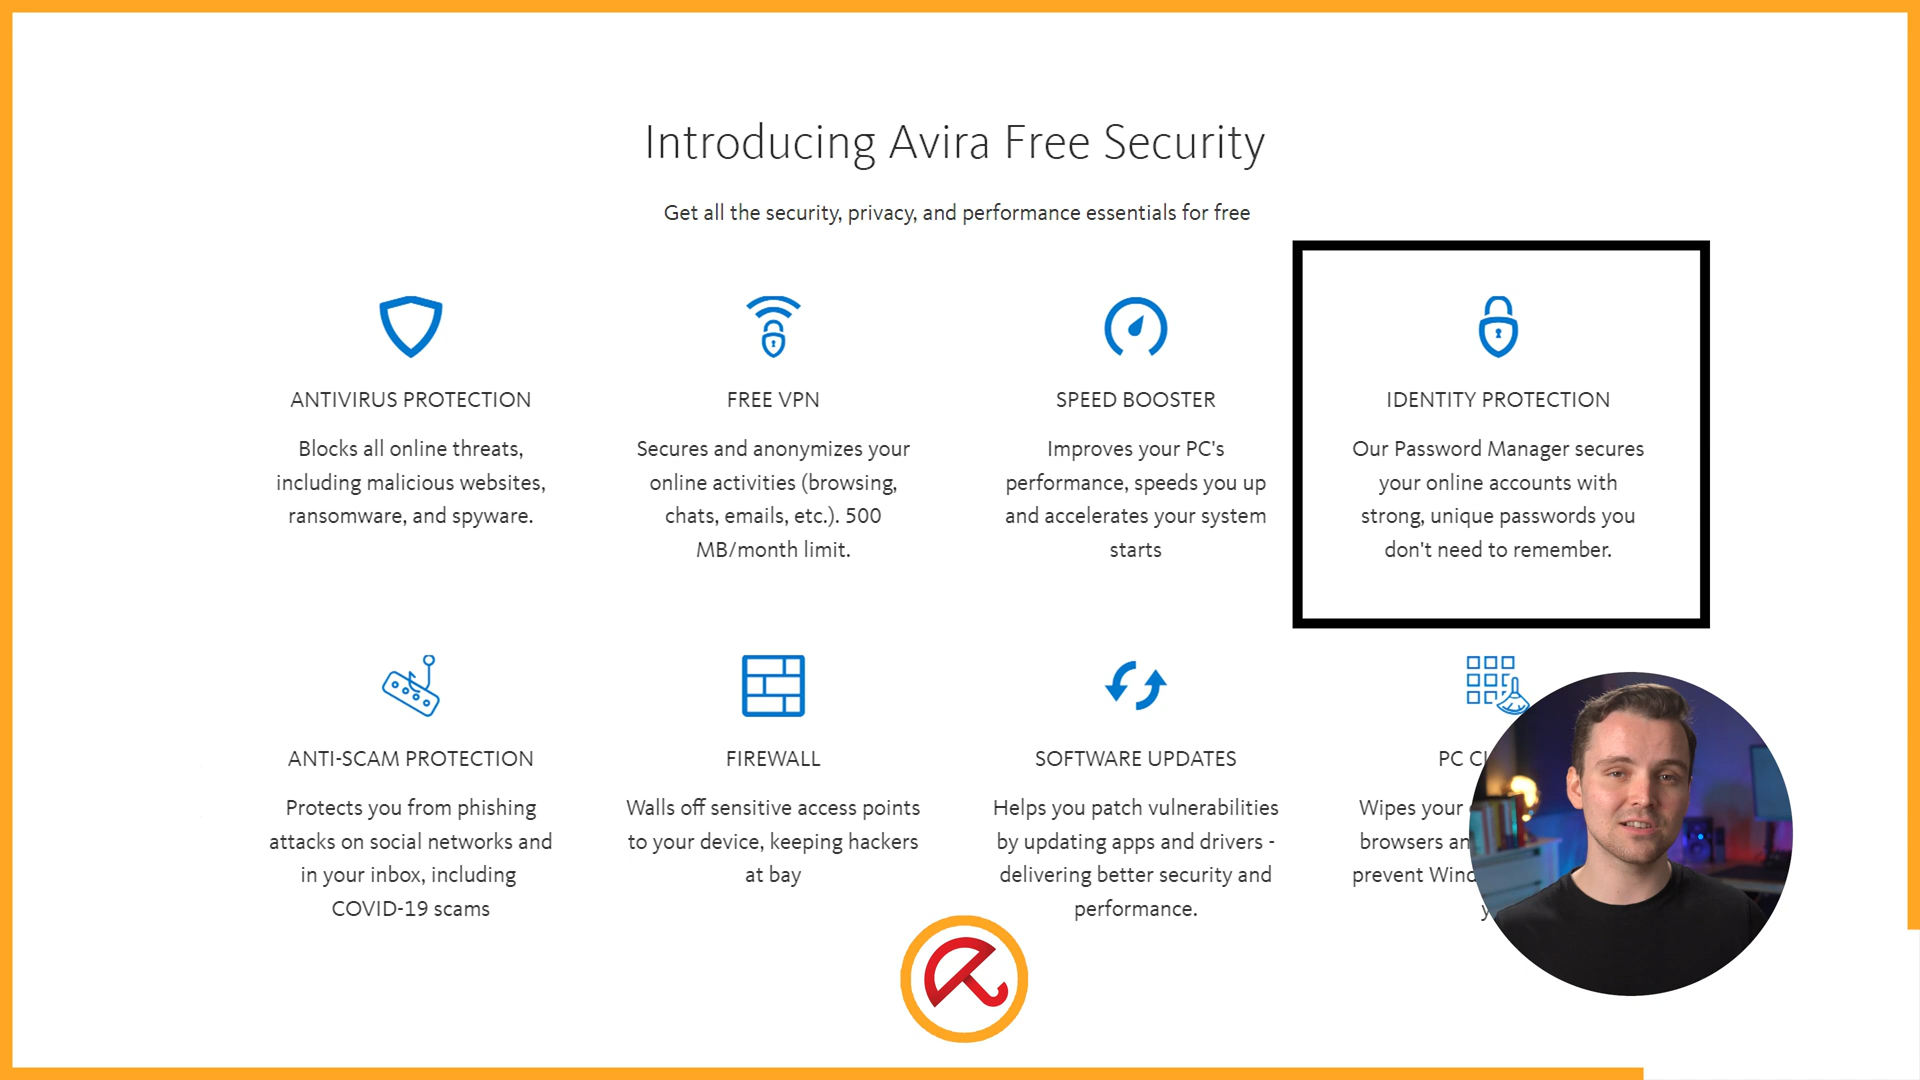 Introducing Avira Free Security
Get all the security, privacy, and performance essentials for free
ANTIVIRUS PROTECTION
Blocks all online threats,
including malicious websites,
ransomware, and spyware.
FREE VPN
Secures and anonymizes your
online activities (browsing,
chats, emails, etc.). 500
MB/month limit.
SPEED BOOSTER
Improves your PC's
performance, speeds you up
and accelerates your system
starts
IDENTITY PROTECTION
Our Password Manager secures
your online accounts with
strong, unique passwords you
don't need to remember.
ANTI-SCAM PROTECTION
Protects you from phishing
attacks on social networks and
in your inbox, including
COVID-19 scams
FIREWALL
Walls off sensitive access points
to your device, keeping hackers
at bay
SOFTWARE UPDATES
Helps you patch vulnerabilities
by updating apps and drivers -
delivering better security and
performance.
PC
Wipes your
browsers
prevent